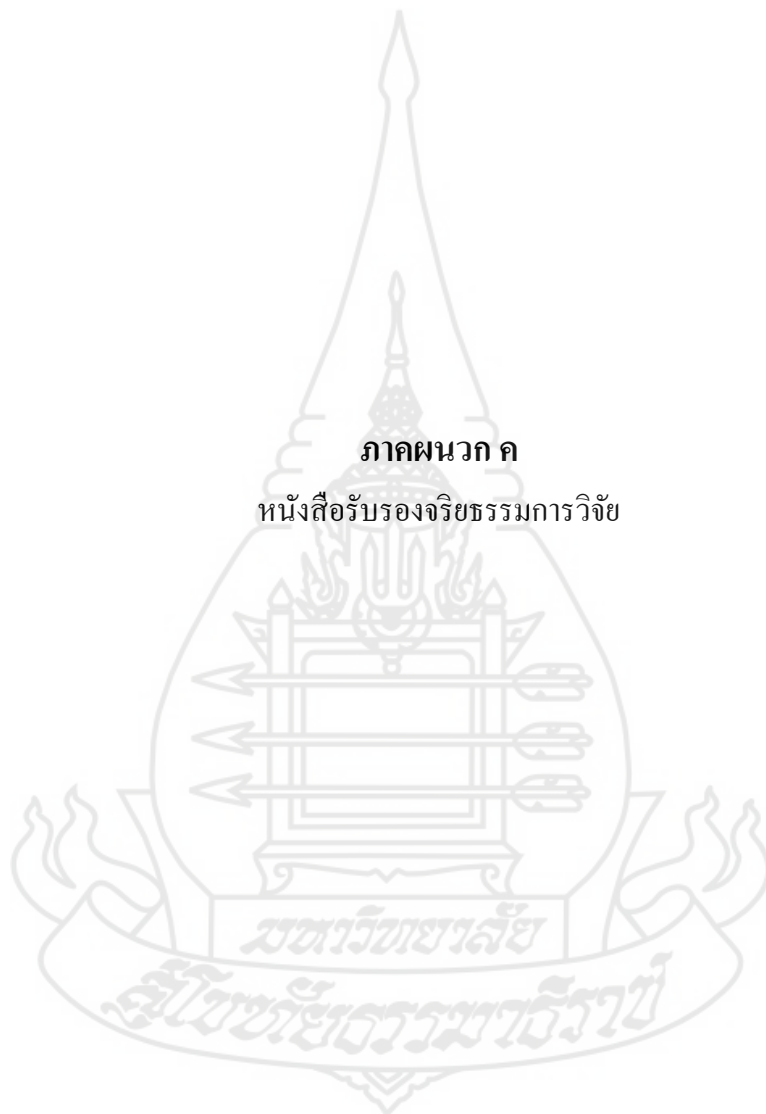 ภาคผนวก ค
หนังสือรับรองจริยธรรมการวิจัย
มหาวิทยาลัย
สุโขทัยธรรมาธิราช